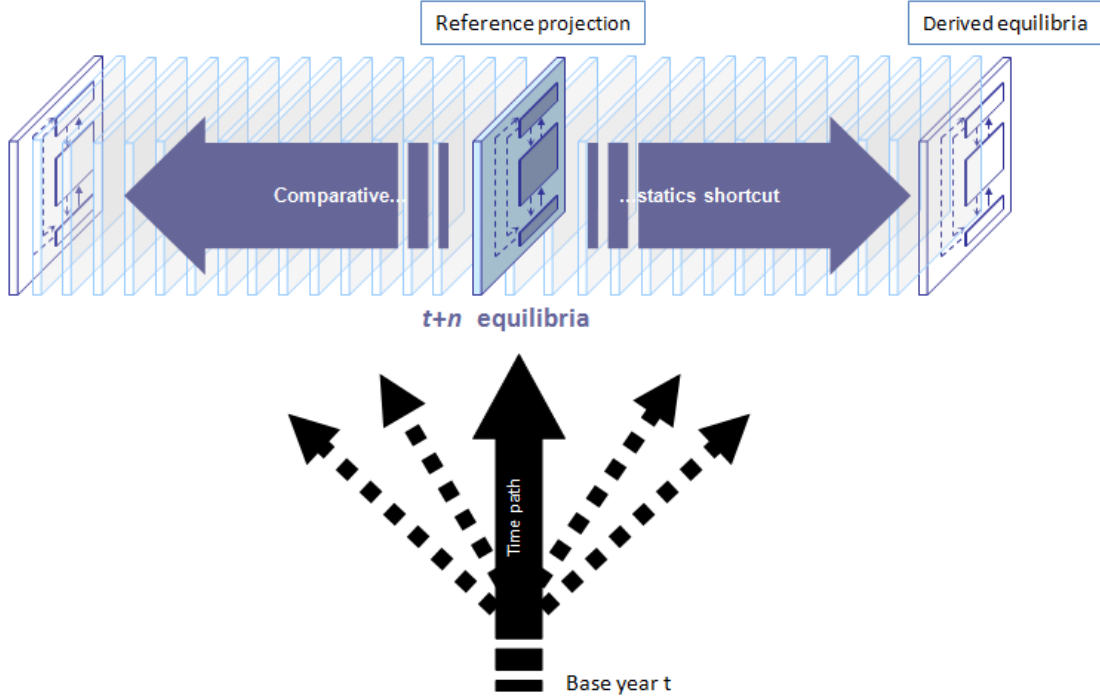 Reference projection
Derived equilibria
Comparative...
...statics shortcut
t+n equilibria
Time path
Base year t